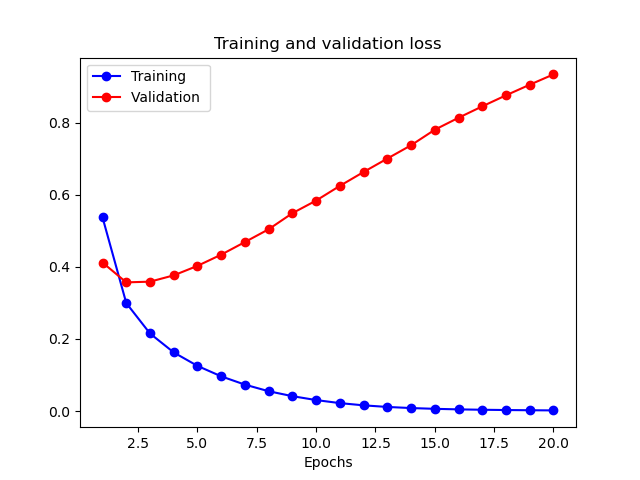 Training and validation loss
Training
Validation
0.8
0.6
0.4
0.2
0.0
2.5 5.0 7.5 10.0 12.5 15.0 17.5 20.0
Epochs